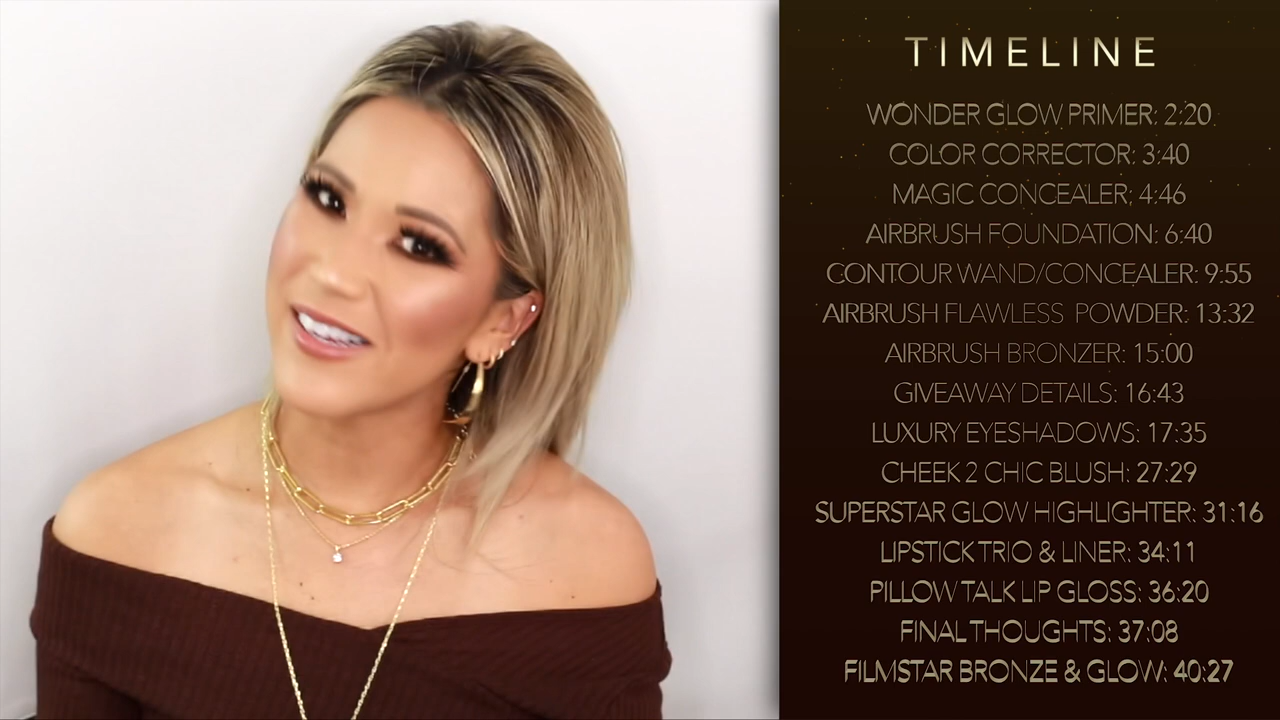 TIMELINE
WONDER GLOW PRIMER: 2:20
COLOR CORRECTOR: 3:40
MAGIC CONCEALER; 4:46
AIRBRUSH FOUNDATION: 6:40
CONTOUR WAND/CONCEALER: 9:55
AIRBRUSH FLAWLESS POWDER: 13:32
AIRBRUSH BRONZER: 15:00
GIVEAWAY DETAILS: 16:43
LUXURY EYESHADOWS: 17:35
CHEEK 2 CHIC BLUSH: 27:29
SUPERSTAR GLOW HIGHLIGHTER: 31:16
LIPSTICK TRIO & LINER: 34:11
PILLOW TALK LIP GLOSS: 36:20
FINAL THOUGHTS: 37:08
FILMSTAR BRONZE & GLOW: 40:27